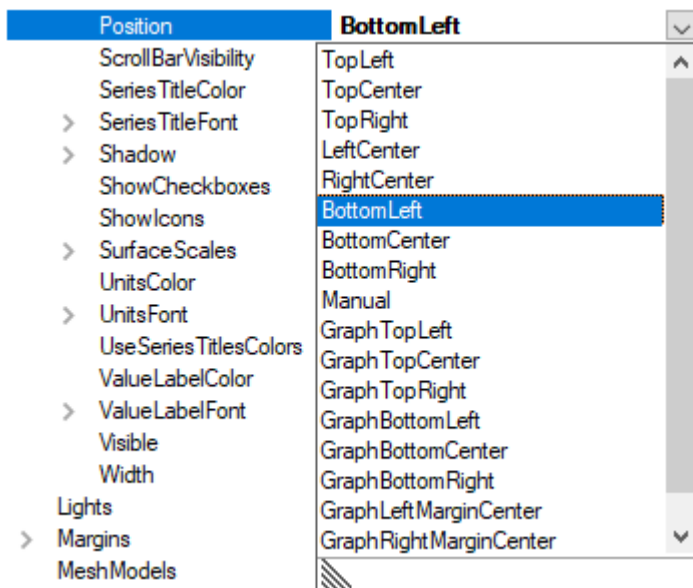 Position BottomLeft
ScrollBarVisibility
SeriesTitleColor
SeriesTitleFont
Shadow
ShowCheckboxes
ShowIcons
SurfaceScales
UnitsColor
UnitsFont
UseSeriesTitlesColors
ValueLabelColor
ValueLabelFont
Visible
Width
Lights
Margins
MeshModels
TopLeft
TopCenter
TopRight
LeftCenter
RightCenter
BottomLeft
BottomCenter
BottomRight
Manual
GraphTopLeft
GraphTopCenter
GraphTopRight
GraphBottomLeft
GraphBottomCenter
GraphBottomRight
GraphLeftMarginCenter
GraphRightMarginCenter